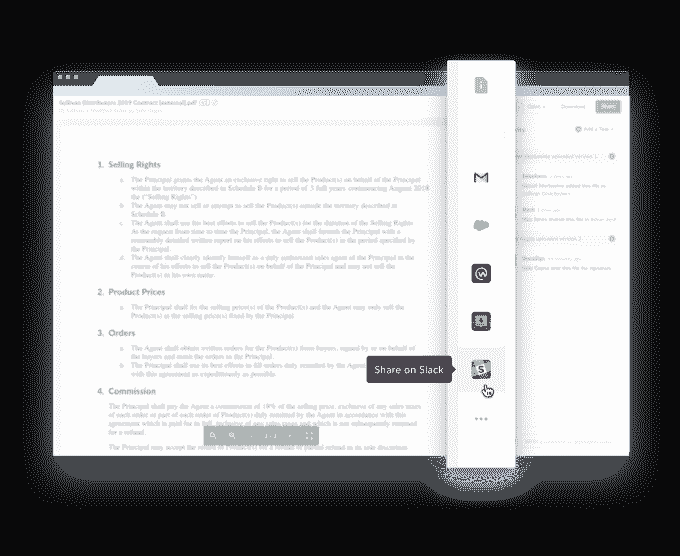 Sullivan Distributors 2019 Contract [external].pdf
Open
Download
Share
Add a Task
1. Selling Rights
a. The Principal grants the Agent an exclusive right to sell the Product(s) on behalf of the Principal
within the territory described in Schedule B for a period of 5 full years commencing August 2019
the ("Selling Rights")
b. The Agent may not sell or attempt to sell the Product(s) outside the territory described in
Schedule B.
c. The Agent shall use his best efforts to sell the Product(s) for the duration of the Selling Rights
At the request from time to time the Principal, the Agent shall furnish the Principal with a
reasonably detailed written report on his efforts to sell the Product(s) in the period specified by
the Principal.
d. The Agent shall clearly identify himself as a duly authorized sales agent of the Principal in the
course of his efforts to sell the Product(s) on behalf of the Principal and may not sell the
Product(s) in his own name.
2. Product Prices
a. The Principal shall fix the selling price(s) of the Product(s) and the Agent may only sell the
Product(s) at the selling price(s) fixed by the Principal.
3. Orders
a. The Agent shall obtain written orders for the Product(s) from buyers, signed by or on behalf of
the buyers and remit the orders to the Principal.
b. The Principal shall use its best efforts to fill orders duly remitted by the Agent in
with this agreement as expeditiously as possible.
Share on Slack
4. Commission
The Principal shall pay the Agent a commission of 10% of the selling price, exclusive of any sales taxes
of each order or part of each order of Product(s) duly remitted by the Agent in accordance with this
agreement which is paid for in full, exclusive of any sales taxes and which is not subsequently returned
for a refund.
The Principal may accept the return of Product(s) for a refund in its sole discretion